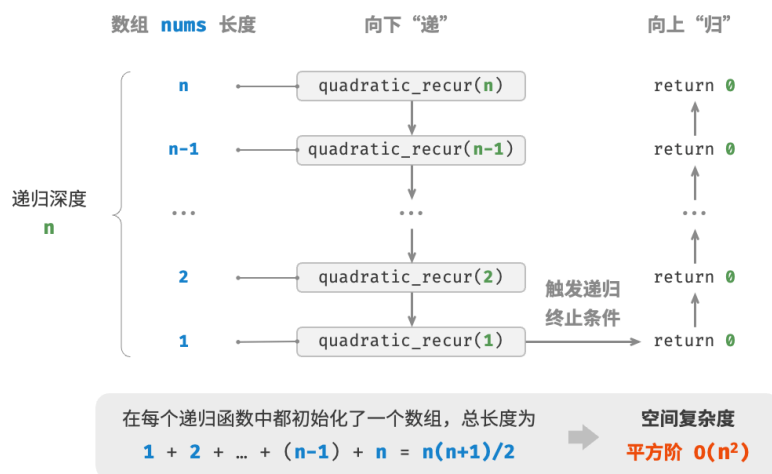 数组 nums 长度 向下“递” 向上“归”
n quadratic_recur(n) return 0
n-1 quadratic_recur(n-1) return 0
递归深度
n
... ... ...
2 quadratic_recur(2) return 0
触发递归
终止条件
1 quadratic_recur(1) return 0
在每个递归函数中都初始化了一个数组，总长度为
1 + 2 + … + (n-1) + n = n(n+1)/2
空间复杂度
平方阶 O(n²)